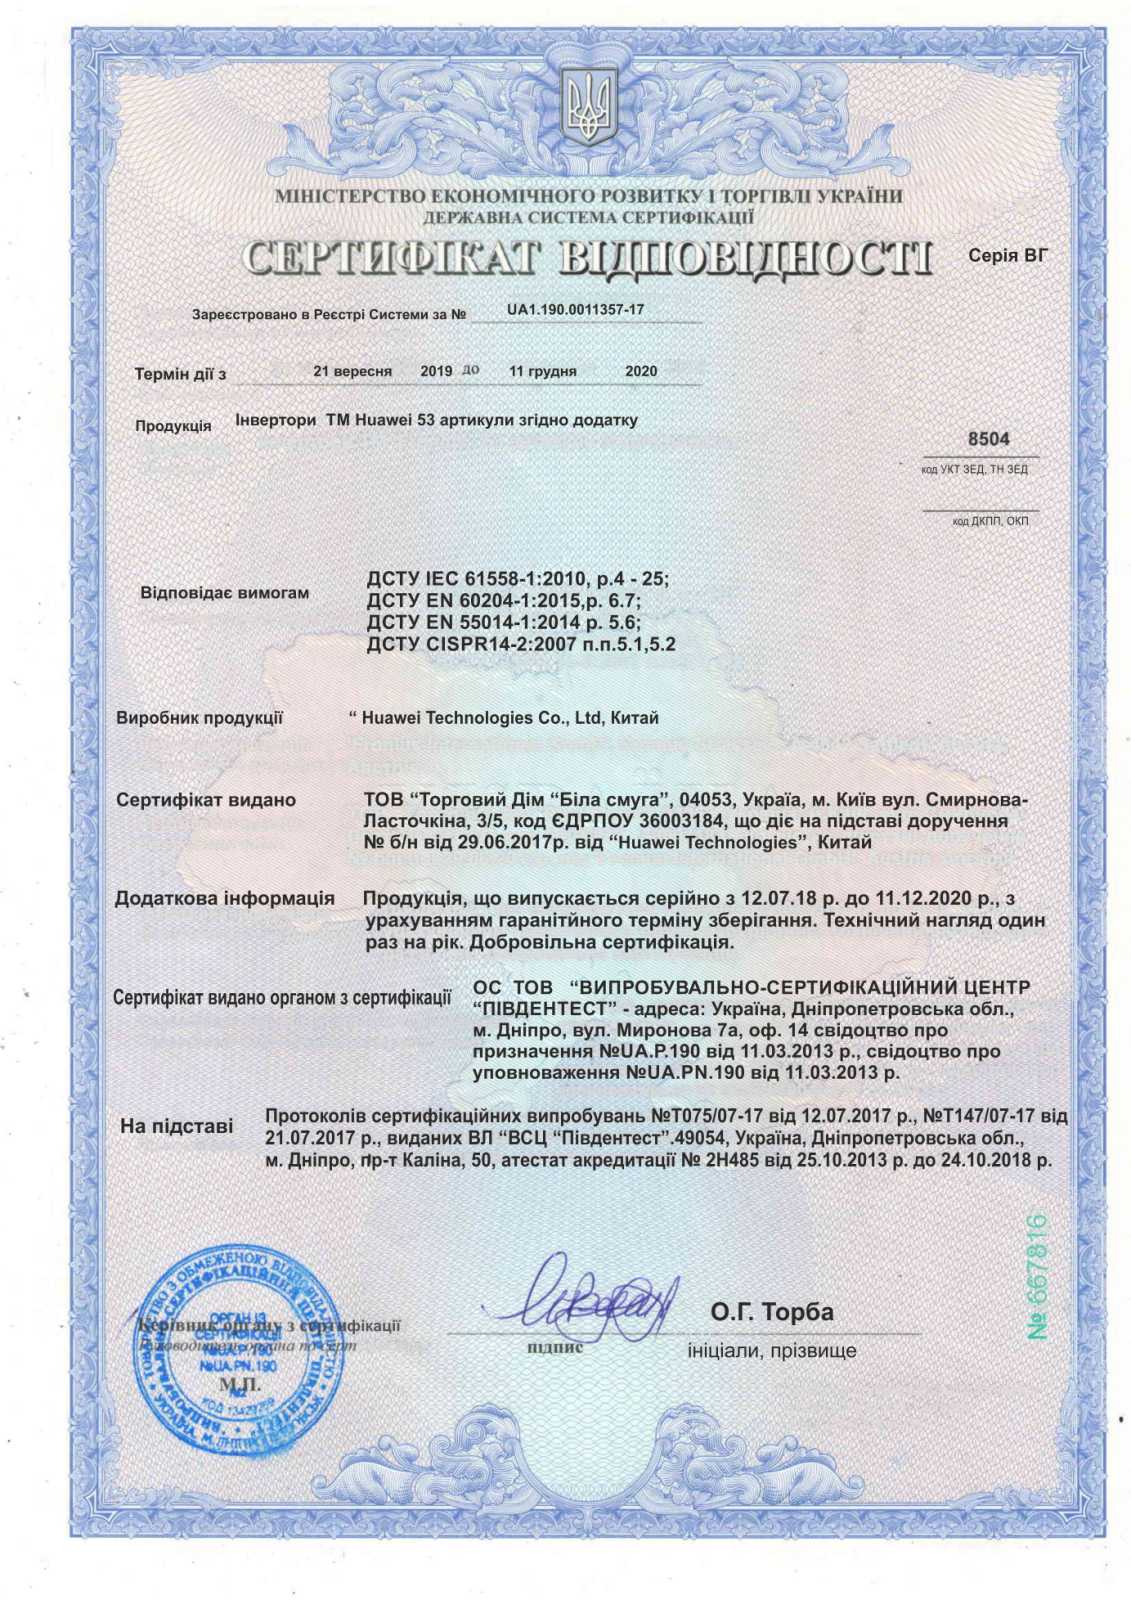 МІНІСТЕРСТВО ЕКОНОМІЧНОГО РОЗВИТКУ І ТОРГІВЛІ УКРАЇНИ
ДЕРЖАВНА СИСТЕМА СЕРТИФІКАЦІЇ
СЕРТИФІКАТ ВІДПОВІДНОСТІ
Серія ВГ
Зареєстровано в Реєстрі Системи за № UA1.190.0011357-17
Термін дії з 21 вересня 2019 до 11 грудня 2020
Продукція Інвертори ТМ Huawei 53 артикули згідно додатку
8504
код УКТ ЗЕД, ТН ЗЕД
код ДКПП, ОКП
Відповідає вимогам
ДСТУ IEC 61558-1:2010, р.4 - 25;
ДСТУ EN 60204-1:2015,р. 6.7;
ДСТУ EN 55014-1:2014 р. 5.6;
ДСТУ CISPR14-2:2007 п.п.5.1,5.2
Виробник продукції “ Huawei Technologies Co., Ltd, Китай
Сертифікат видано ТОВ “Торговий Дім “Біла смуга”, 04053, Украïа, м. Київ вул. Смирнова-
Ласточкіна, 3/5, код ЄДРПОУ 36003184, що діє на підставі доручення
№ б/н від 29.06.2017р. від “Huawei Technologies”, Китай
Додаткова інформація Продукція, що випускається серійно з 12.07.18 р. до 11.12.2020 р., з
урахуванням гаранітйного терміну зберігання. Технічний нагляд один
раз на рік. Добровільна сертифікація.
Сертифікат видано органом з сертифікації ОС ТОВ “ВИПРОБУВАЛЬНО-СЕРТИФІКАЦІЙНИЙ ЦЕНТР
“ПІВДЕНТЕСТ” - адреса: Україна, Дніпропетровська обл.,
м. Дніпро, вул. Миронова 7а, оф. 14 свідоцтво про
призначення №UA.P.190 від 11.03.2013 р., свідоцтво про
уповноваження №UA.PN.190 від 11.03.2013 р.
На підставі Протоколів сертифікаційних випробувань №Т075/07-17 від 12.07.2017 р., №Т147/07-17 від
21.07.2017 р., виданих ВЛ “ВСЦ “Південтест”.49054, Україна, Дніпропетровська обл.,
м. Дніпро, пр-т Каліна, 50, атестат акредитації № 2Н485 від 25.10.2013 р. до 24.10.2018 р.
№ 667816
Керівник органу з сертифікації
Руководитель органа по серт
М.П.
підпис
О.Г. Торба
ініціали, прізвище
ОРГАН ІЗ
СЕРТИФІКАЦІЇ
№UA.P.190
№UA.PN.190
№2